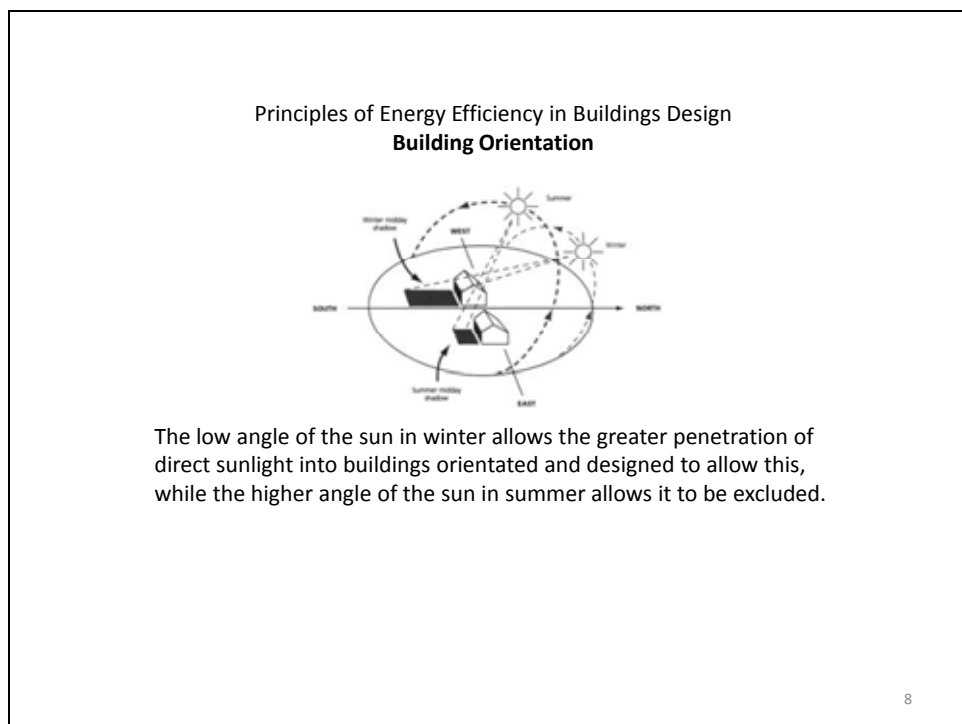 Principles of Energy Efficiency in Buildings Design
Building Orientation
Summer
Winter midday
shadow
WEST
Winter
SOUTH
NORTH
Summer midday
shadow
EAST
The low angle of the sun in winter allows the greater penetration of
direct sunlight into buildings orientated and designed to allow this,
while the higher angle of the sun in summer allows it to be excluded.
8